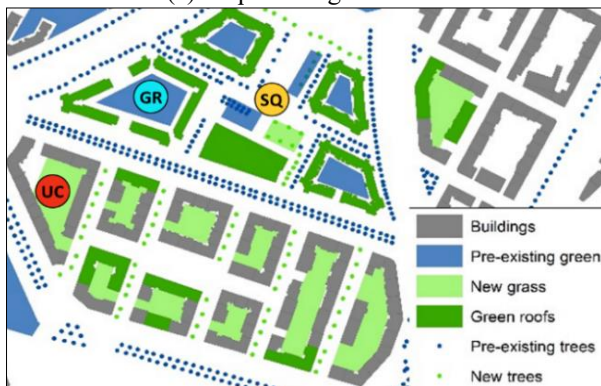 GR
SQ
UC
Buildings
Pre-existing green
New grass
Green roofs
Pre-existing trees
New trees